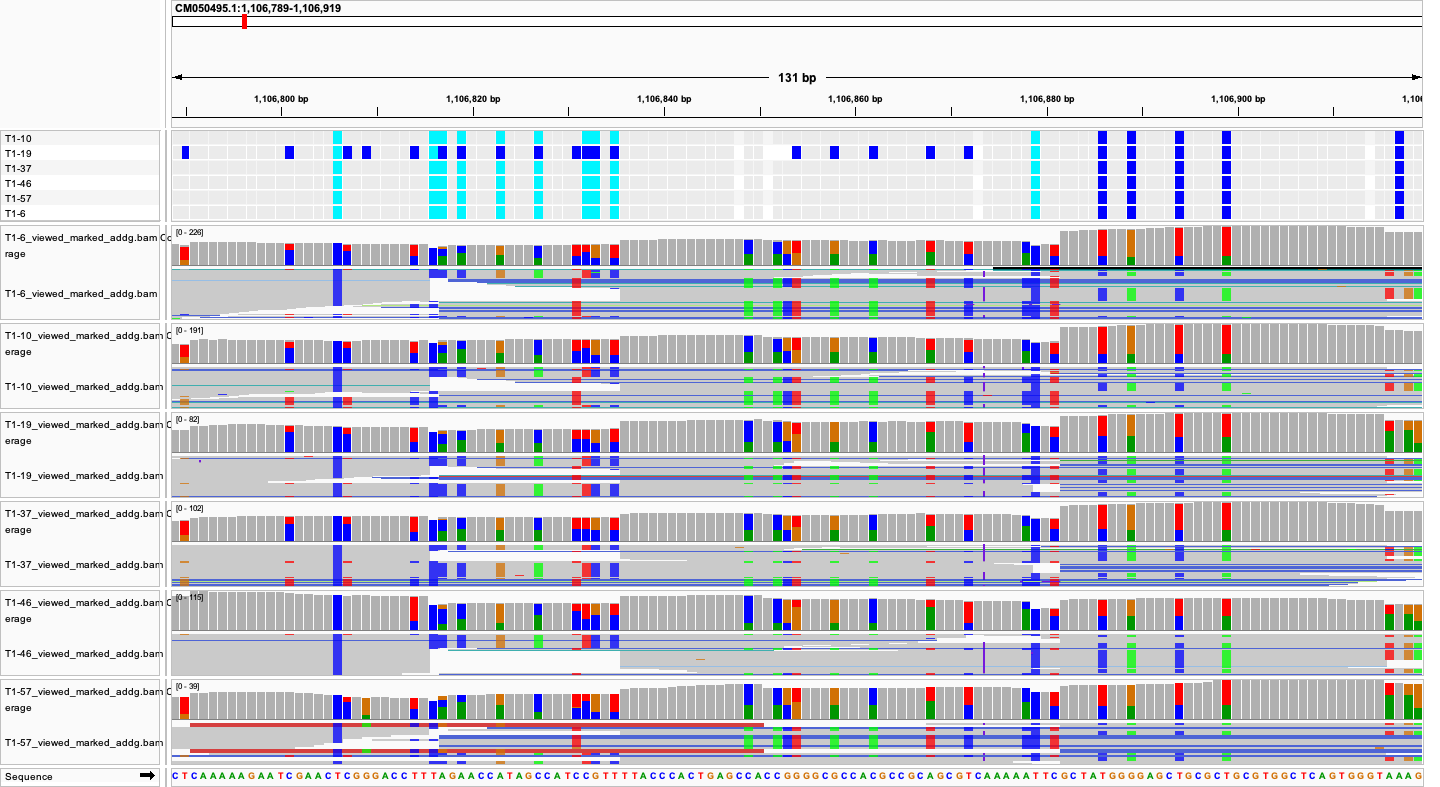 CM050495.1:1,106,789-1,106,919
131 bp
1,106,800 bp 1,106,820 bp 1,106,840 bp 1,106,860 bp 1,106,880 bp 1,106,900 bp 1,10
T1-10
T1-19
T1-37
T1-46
T1-57
T1-6
T1-6_viewed_marked_addg.bam Co
rage
[0 - 226]
T1-6_viewed_marked_addg.bam
T1-10_viewed_marked_addg.bam C
erage
[0 - 191]
T1-10_viewed_marked_addg.bam
T1-19_viewed_marked_addg.bam C
erage
[0 - 82]
T1-19_viewed_marked_addg.bam
T1-37_viewed_marked_addg.bam C
erage
[0 - 102]
T1-37_viewed_marked_addg.bam
T1-46_viewed_marked_addg.bam C
erage
[0 - 115]
T1-46_viewed_marked_addg.bam
T1-57_viewed_marked_addg.bam C
erage
[0 - 39]
T1-57_viewed_marked_addg.bam
Sequence
CTCAAAAAGAATCGAACTCGGGACCTTTAGAACCATAGCCATCCGTTTTACCCACTGAGCCACCGGGGCGCCACGCCGCAGCGTCAAAAATTCGCTATGGGGAGCTGCGCTGCGTGGCTCAGTGGGTAAAG